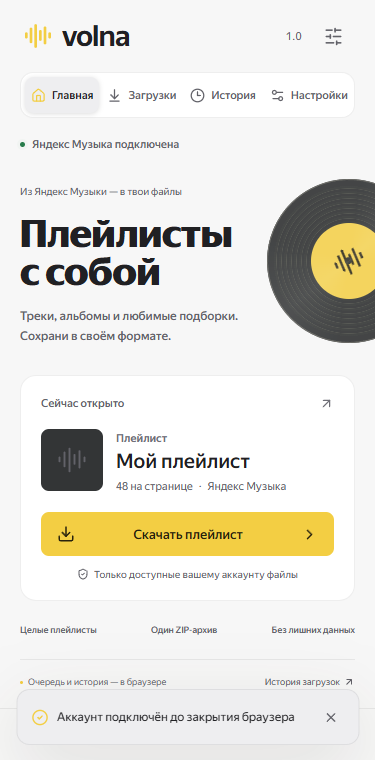 volna
1.0
Главная
Загрузки
История
Настройки
Яндекс Музыка подключена
Из Яндекс Музыки — в твои файлы
Плейлисты
с собой
Треки, альбомы и любимые подборки.
Сохрани в своём формате.
Сейчас открыто
Плейлист
Мой плейлист
48 на странице · Яндекс Музыка
Скачать плейлист
Только доступные вашему аккаунту файлы
Целые плейлисты
Один ZIP-архив
Без лишних данных
Очередь и история — в браузере
История загрузок
Аккаунт подключён до закрытия браузера